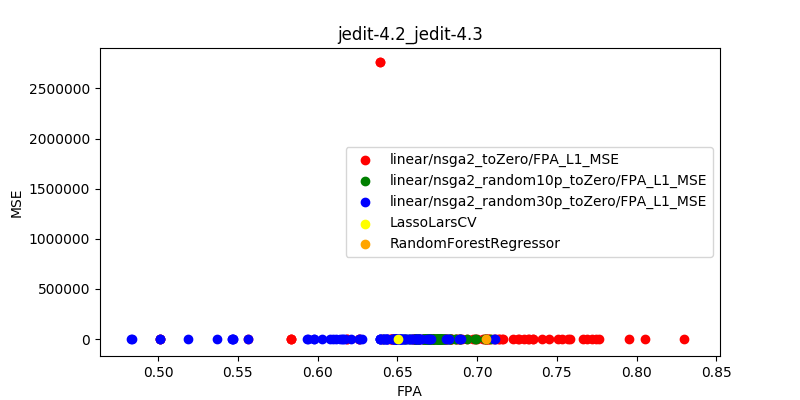 jedit-4.2_jedit-4.3
2500000
2000000
1500000
1000000
500000
0
MSE
linear/nsga2_toZero/FPA_L1_MSE
linear/nsga2_random10p_toZero/FPA_L1_MSE
linear/nsga2_random30p_toZero/FPA_L1_MSE
LassoLarsCV
RandomForestRegressor
0.50 0.55 0.60 0.65 0.70 0.75 0.80 0.85
FPA